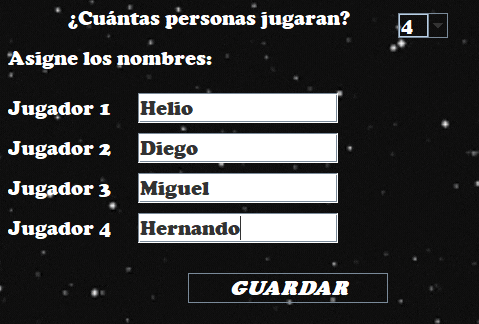 ¿Cuántas personas jugaran? 4
Asigne los nombres:
Jugador 1 Helio
Jugador 2 Diego
Jugador 3 Miguel
Jugador 4 Hernando
GUARDAR